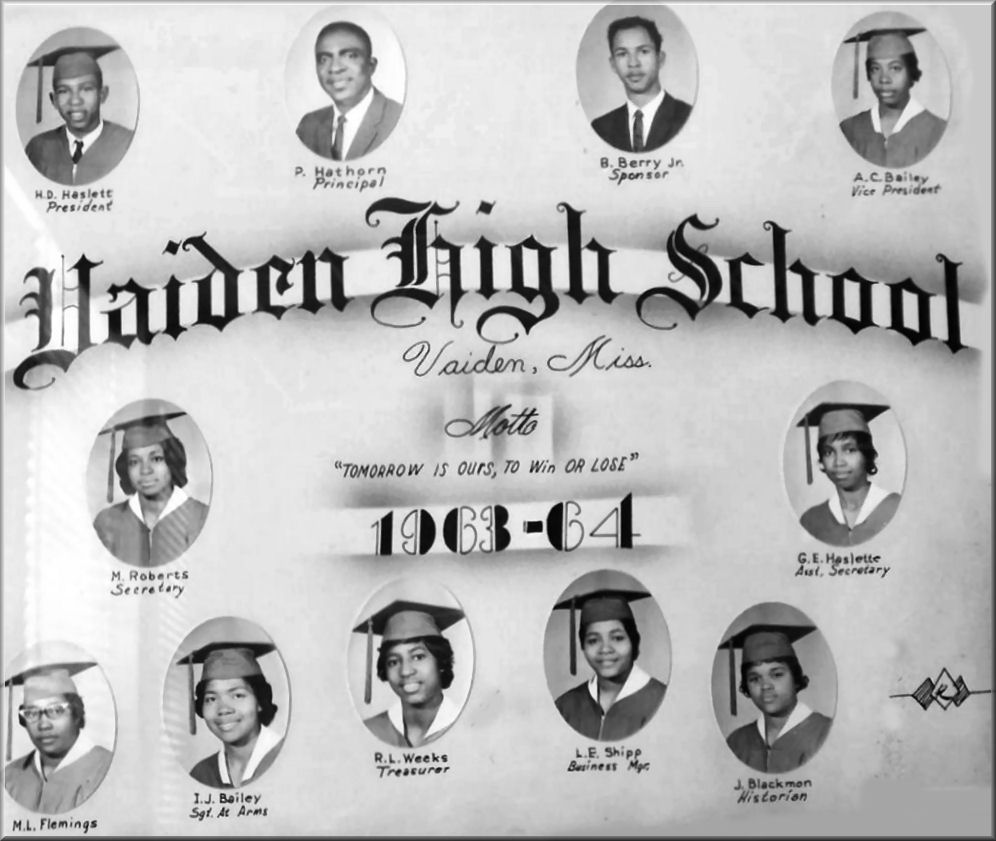 H.D. Haslett
President
P. Hathorn
Principal
B. Berry Jr.
Sponsor
A.C. Bailey
Vice President
Vaiden High School
Vaiden, Miss.
Motto
"TOMORROW IS OURS, TO Win OR LOSE"
1963-64
M. Roberts
Secretary
G.E. Haslette
Asst. Secretary
M.L. Flemings
I.J. Bailey
Sgt. At Arms
R.L. Weeks
Treasurer
L.E. Shipp
Business Mgr.
J. Blackmon
Historian